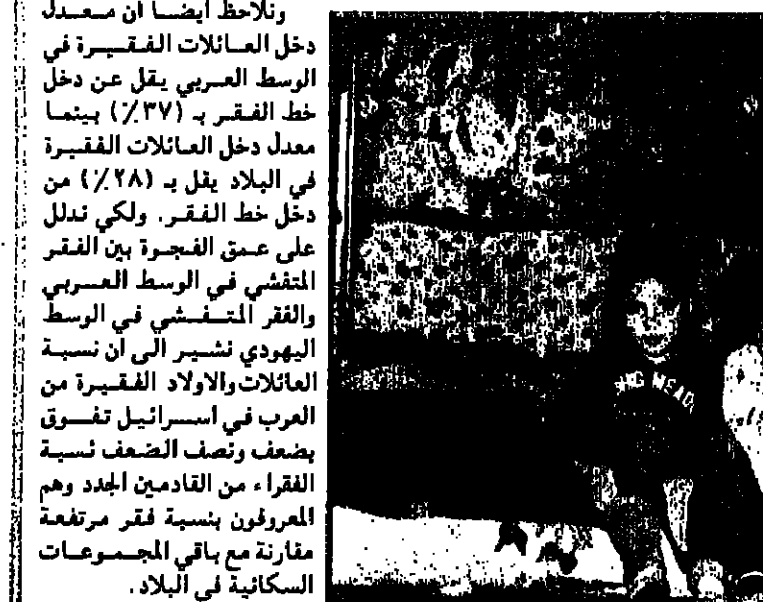 ونلاحظ ايضا ان معدل
دخل العائلات الفقيرة في
الوسط العربي يقل عن دخل
خط الفقر بـ (٣٧٪) بينما
معدل دخل العائلات الفقيرة
في البلاد يقل بـ (٢٨٪) من
دخل خط الفقر. ولكي ندلل
على عمق الفجوة بين الفقر
المتفشي في الوسط العربي
والفقر المتفشي في الوسط
اليهودي نشير الى ان نسبة
العائلات والاولاد الفقيرة من
العرب في اسرائيل تفوق
بضعف ونصف الضعف نسبة
الفقراء من القادمين الجدد وهم
المعروفون بنسبة فقر مرتفعة
مقارنة مع باقي المجموعات
السكانية في البلاد.